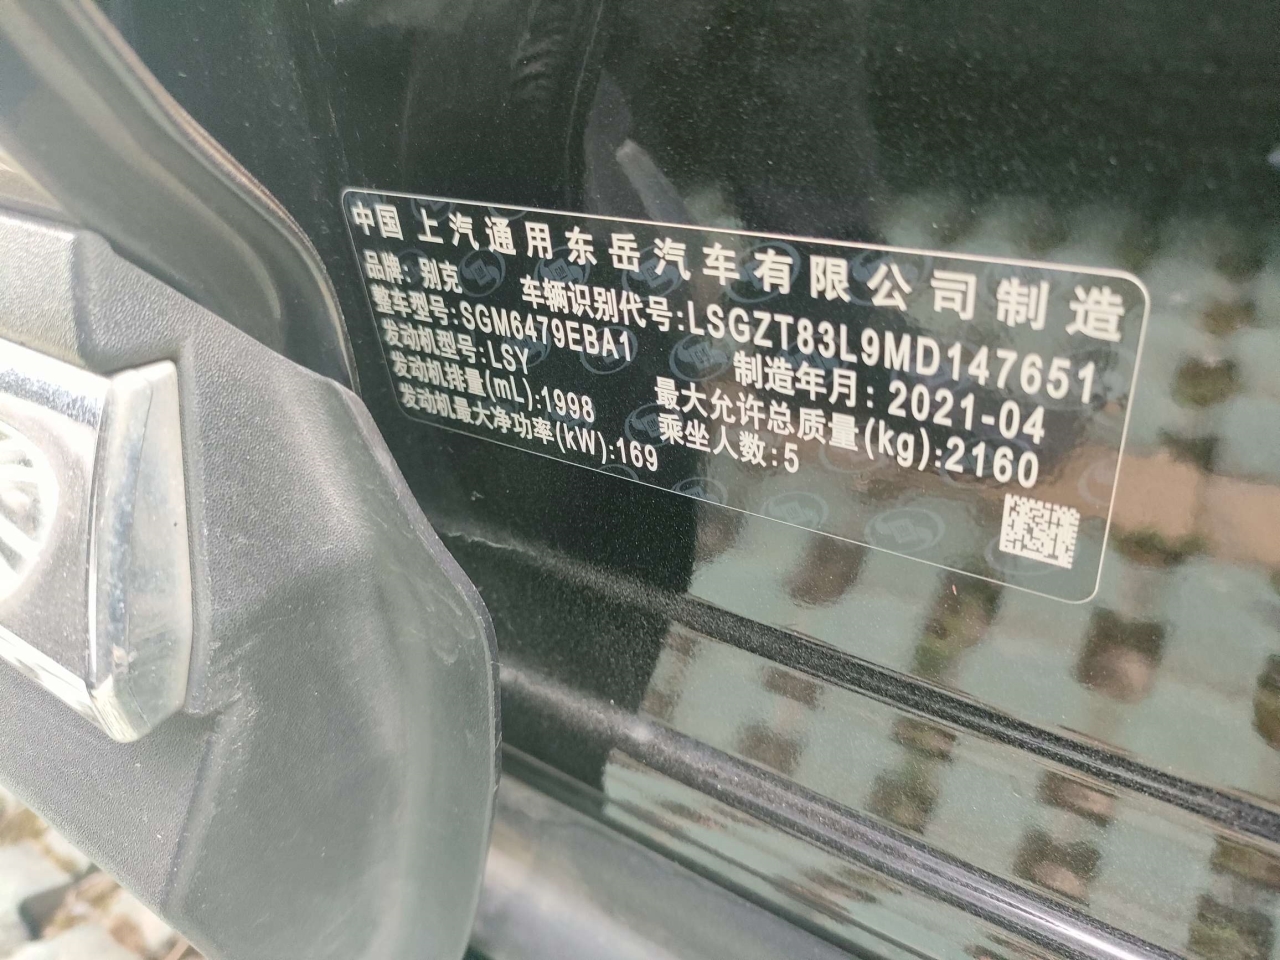 中国 上汽通用东岳汽车有限公司制造
品牌: 别克 车辆识别代号:LSGZT83L9MD147651
整车型号:SGM6479EBA1 制造年月: 2021-04
发动机型号:LSY 最大允许总质量(kg):2160
发动机排量(mL):1998 乘坐人数:5
发动机最大净功率(kW):169